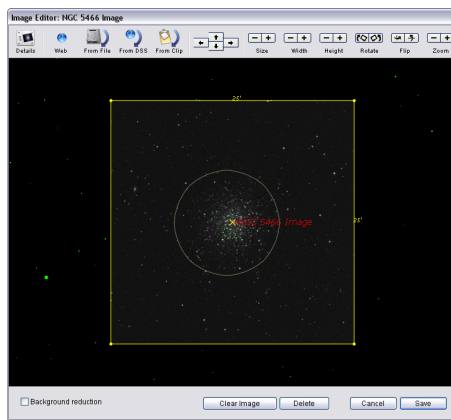 Image Editor: NGC 5466 Image
Details Web From File From DSS From Clip Size Width Height Rotate Flip Zoom
25'
NGC 5466 Image
25'
Background reduction Clear Image Delete Cancel Save